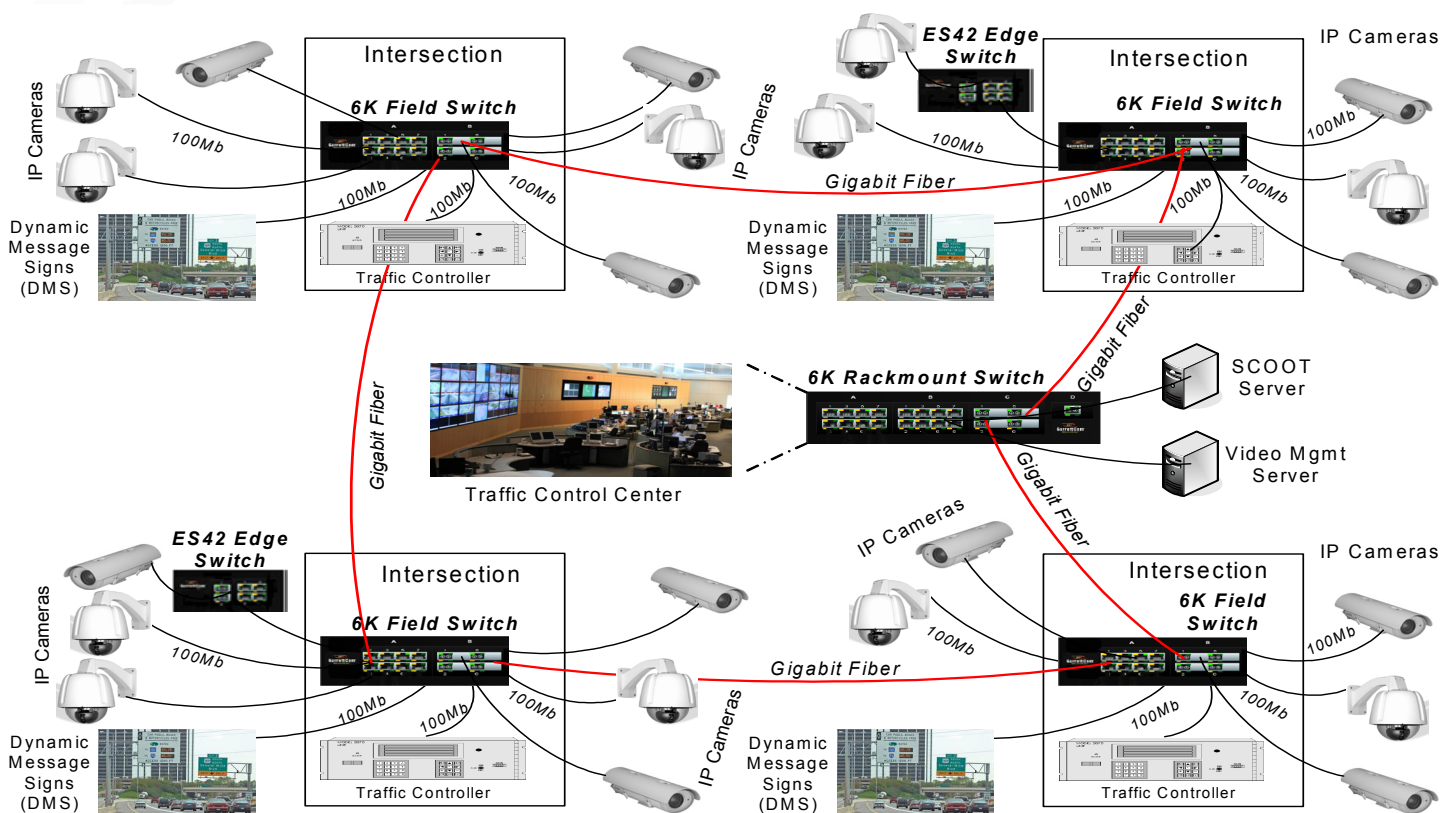 Intersection
6K Field Switch
A
B
IP Cameras
100Mb
100Mb
100Mb
100Mb
Dynamic
Message
Signs
(DMS)
Traffic Controller
Gigabit Fiber
ES42 Edge
Switch
IP Cameras
Intersection
6K Field Switch
A
B
IP Cameras
100Mb
100Mb
100Mb
100Mb
100Mb
Dynamic
Message
Signs
(DMS)
Traffic Controller
Gigabit Fiber
Gigabit Fiber
6K Rackmount Switch
A
B
C
D
GarrettCom
Traffic Control Center
SCOOT
Server
Video Mgmt
Server
Gigabit Fiber
ES42 Edge
Switch
IP Cameras
Intersection
6K Field Switch
A
B
100Mb
100Mb
100Mb
100Mb
IP Cameras
Dynamic
Message
Signs
(DMS)
Traffic Controller
Gigabit Fiber
IP Cameras
Intersection
6K Field
Switch
A
B
IP Cameras
100Mb
100Mb
100Mb
100Mb
Dynamic
Message
Signs
(DMS)
Traffic Controller